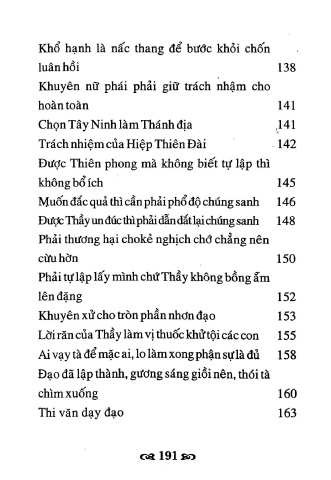 Khổ hạnh là nấc thang để bước khỏi chốn
luân hồi 138
Khuyên nữ phái phải giữ trách nhậm cho
hoàn toàn 141
Chọn Tây Ninh làm Thánh địa 141
Trách nhiệm của Hiệp Thiên Đài 142
Được Thiên phong mà không biết tự lập thì
không bổ ích 145
Muốn đắc quả thì cần phải phổ độ chúng sanh 146
Được Thầy un đúc thì phải dẫn dắt lại chúng sanh 148
Phải thương hại chokẻ nghịch chớ chẳng nên
cừu hờn 150
Phải tự lập lấy mình chứ Thầy không bồng ẵm
lên đặng 152
Khuyên xử cho tròn phần nhơn đạo 153
Lời răn của Thầy làm vị thuốc khử tội các con 155
Ai vạy tà để mặc ai, lo làm xong phận sự là đủ 158
Đạo đã lập thành, gương sáng giồi nên, thói tà
chìm xuống 160
Thi văn dạy đạo 163
191